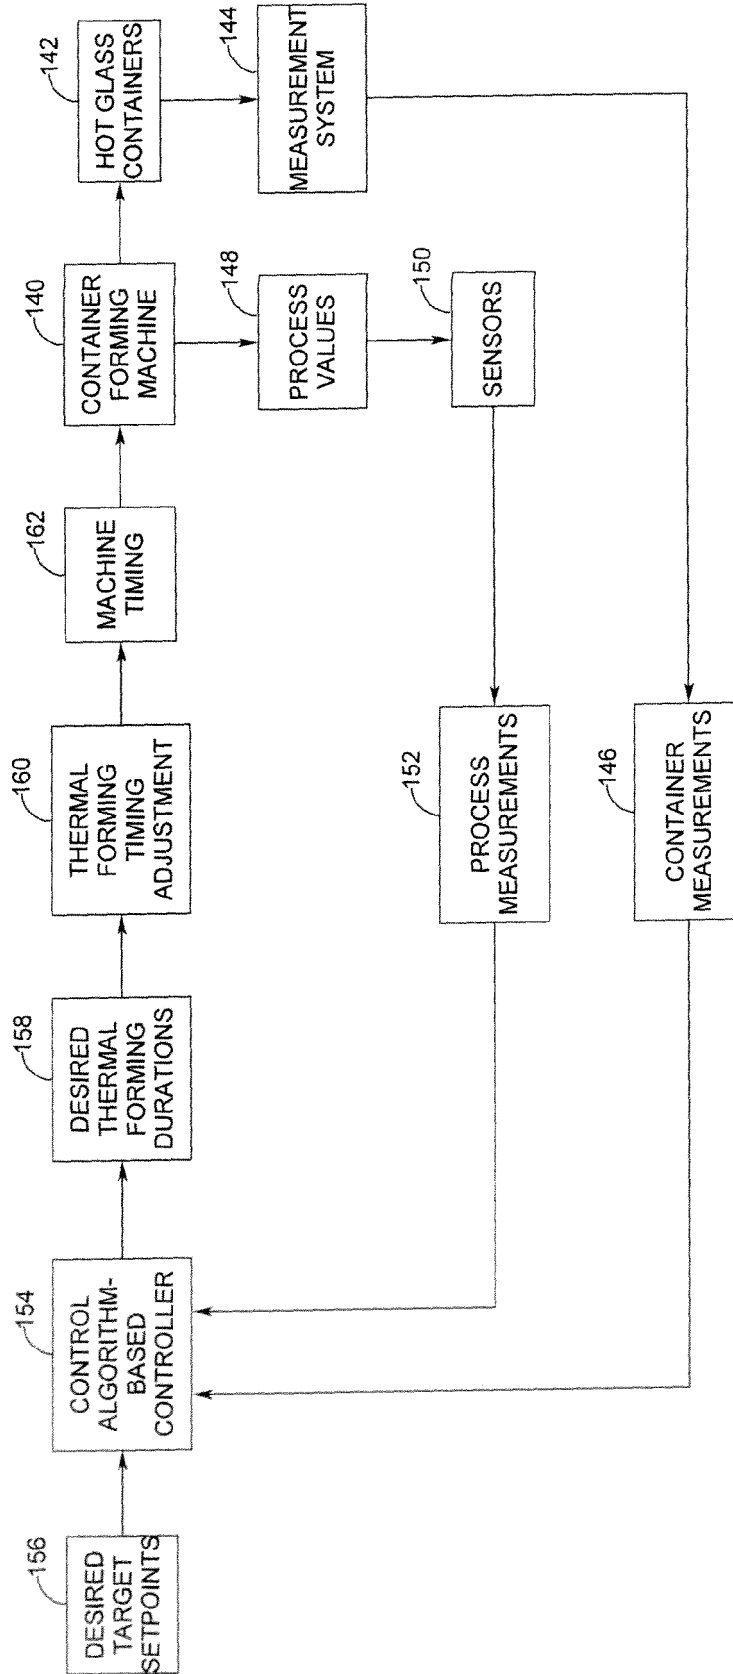 156
DESIRED
TARGET
SETPOINTS
154
CONTROL
ALGORITHM-
BASED
CONTROLLER
158
DESIRED
THERMAL
FORMING
DURATIONS
160
THERMAL
FORMING
TIMING
ADJUSTMENT
162
MACHINE
TIMING
140
CONTAINER
FORMING
MACHINE
142
HOT GLASS
CONTAINERS
148
PROCESS
VALUES
144
MEASUREMENT
SYSTEM
150
SENSORS
152
PROCESS
MEASUREMENTS
146
CONTAINER
MEASUREMENTS